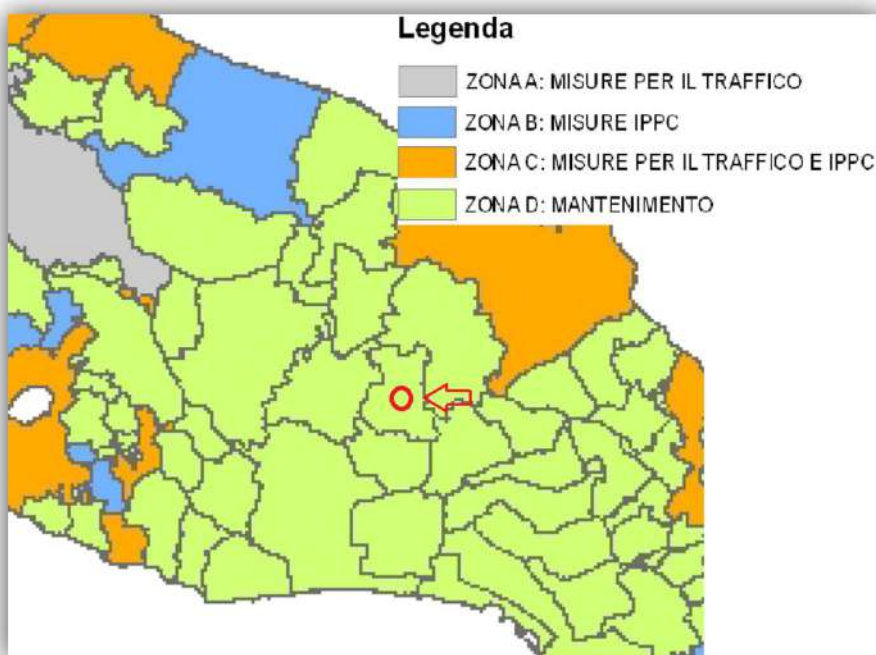 Legenda
ZONA A: MISURE PER IL TRAFFICO
ZONA B: MISURE IPPC
ZONA C: MISURE PER IL TRAFFICO E IPPC
ZONA D: MANTENIMENTO